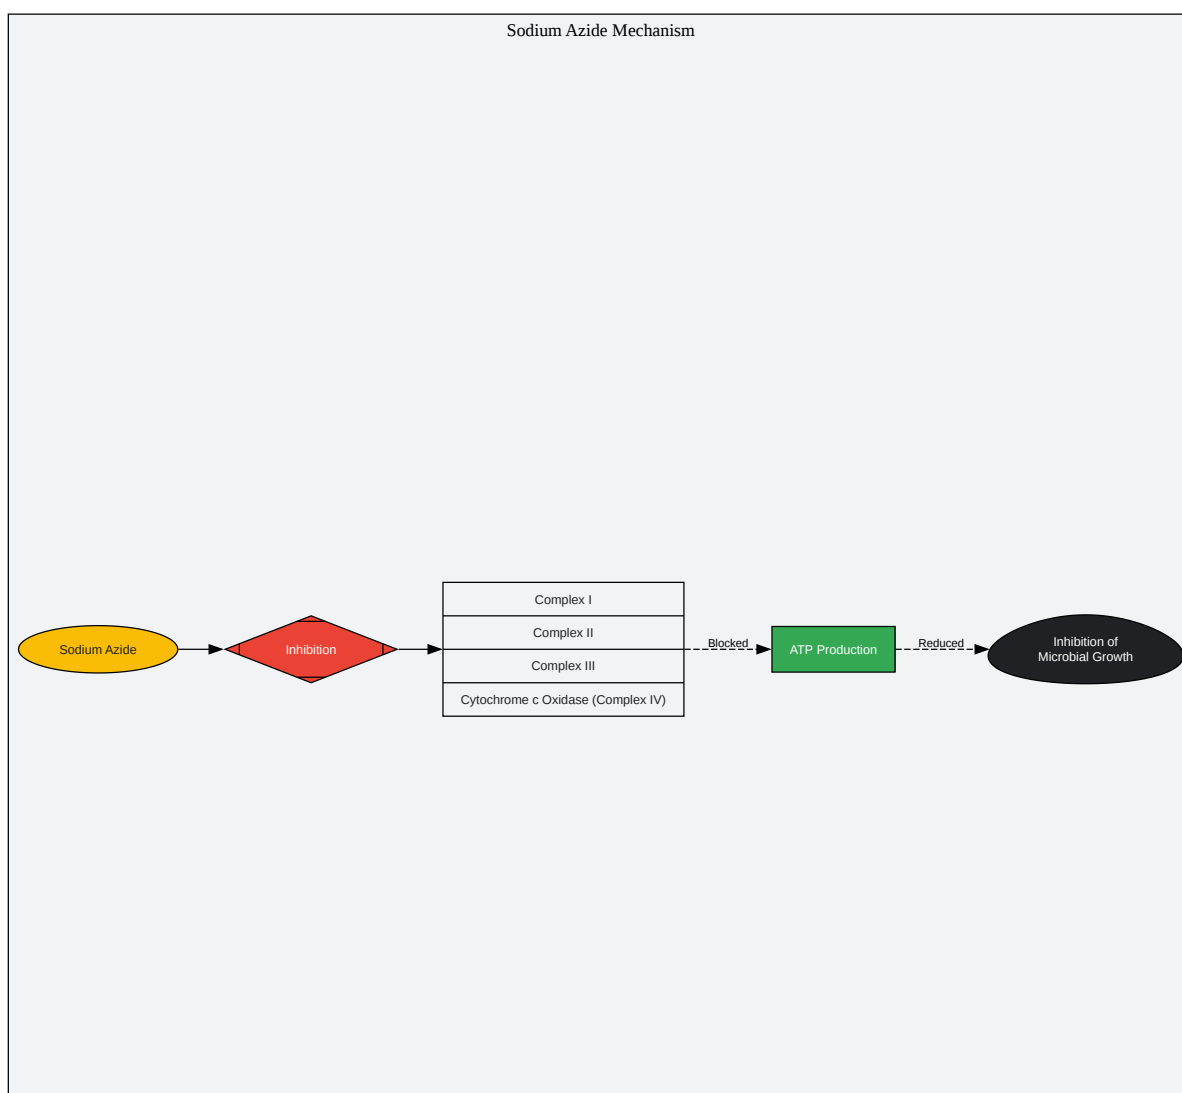 Sodium Azide Mechanism
Sodium Azide
Inhibition
Complex I
Complex II
Complex III
Cytochrome c Oxidase (Complex IV)
Blocked
ATP Production
Reduced
Inhibition of
Microbial Growth